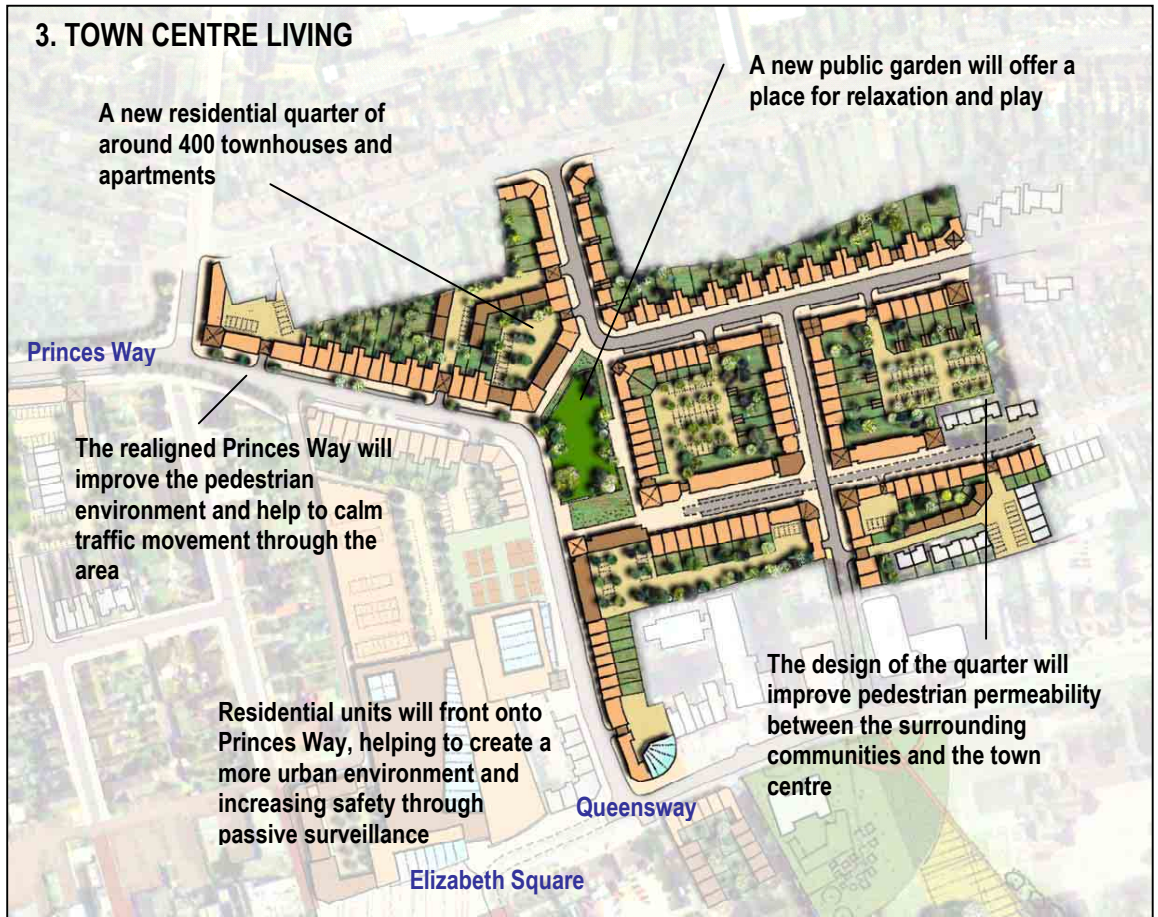 3. TOWN CENTRE LIVING
A new public garden will offer a
place for relaxation and play
A new residential quarter of
around 400 townhouses and
apartments
Princes Way
The realigned Princes Way will
improve the pedestrian
environment and help to calm
traffic movement through the
area
Residential units will front onto
Princes Way, helping to create a
more urban environment and
increasing safety through
passive surveillance
The design of the quarter will
improve pedestrian permeability
between the surrounding
communities and the town
centre
Queensway
Elizabeth Square